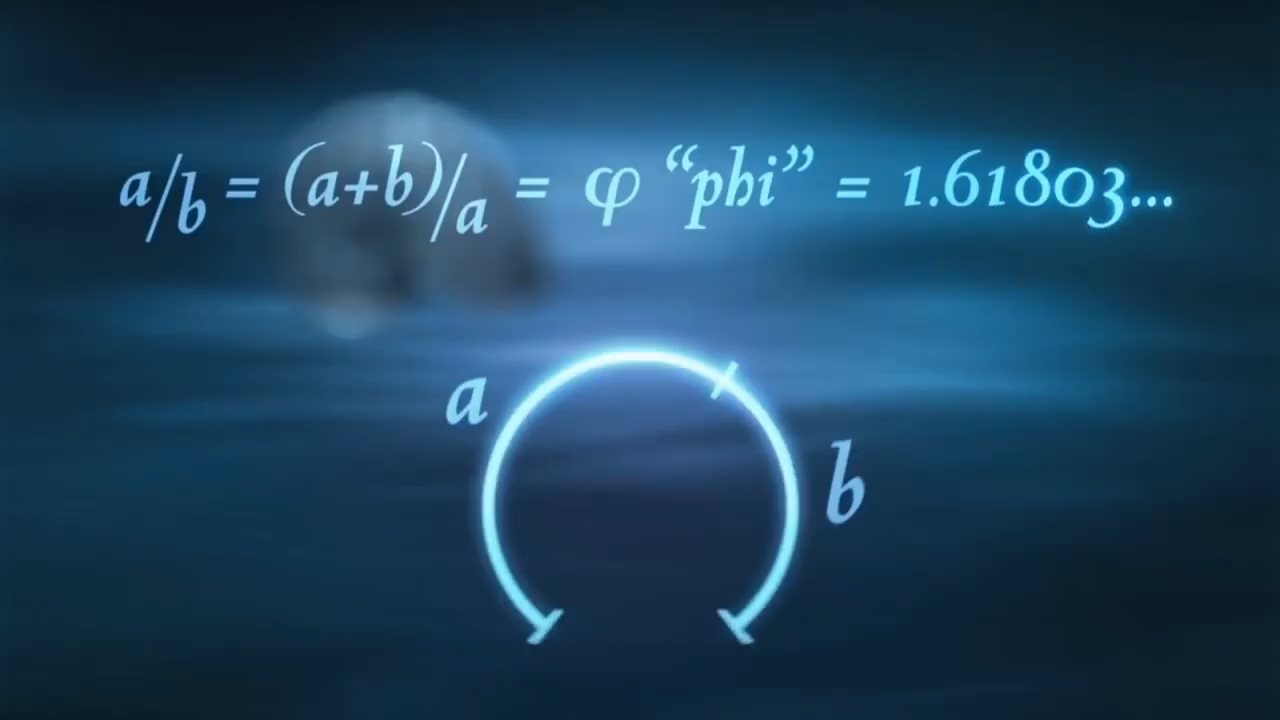 a/b = (a+b)/a = φ “phi” = 1.61803...
a
b